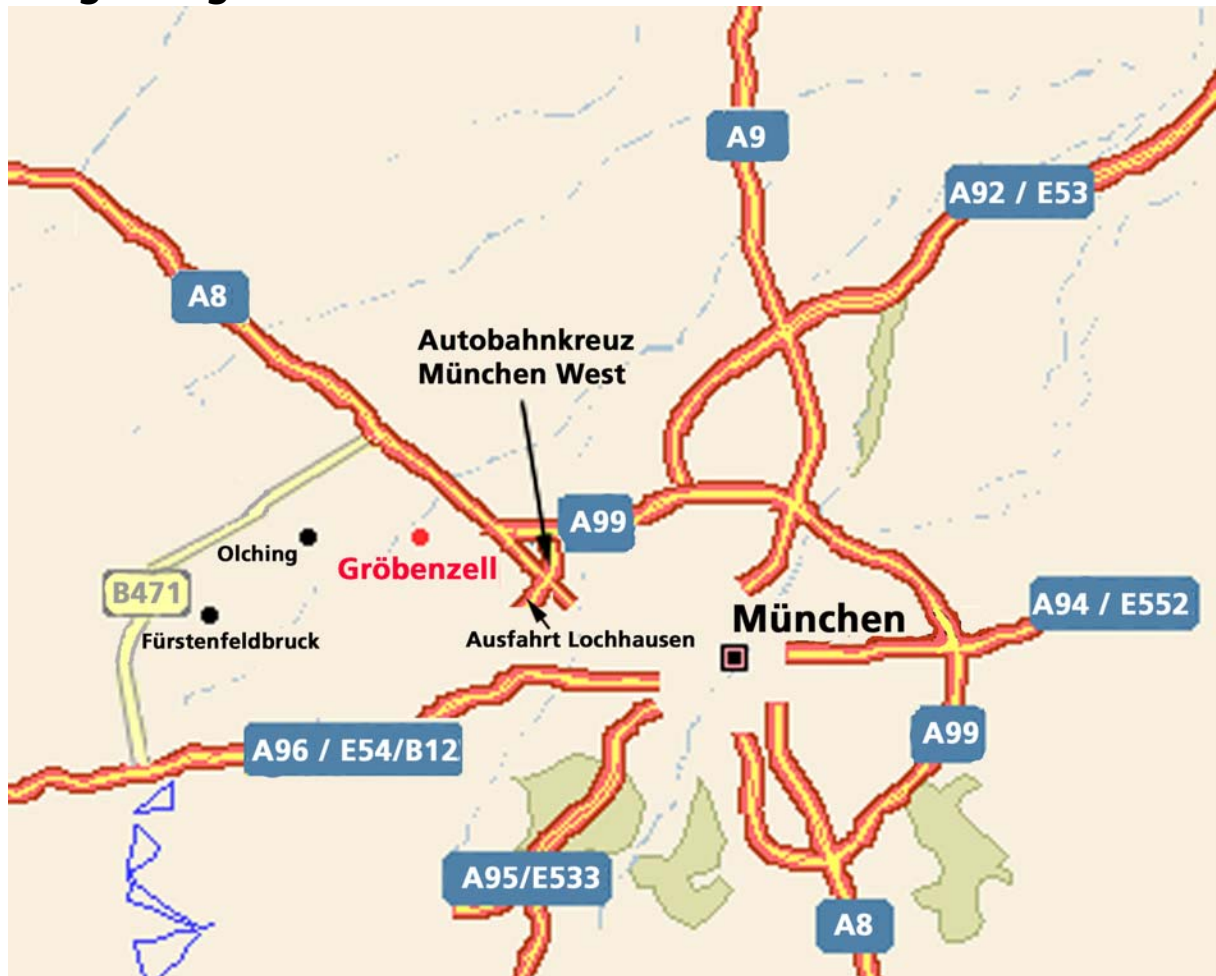 A9
A92 / E53
A8
Autobahnkreuz
München West
A99
Olching
Gröbenzell
B471
Fürstenfeldbruck
Ausfahrt Lochhausen
München
A94 / E552
A96 / E54/B12
A99
A95/E533
A8